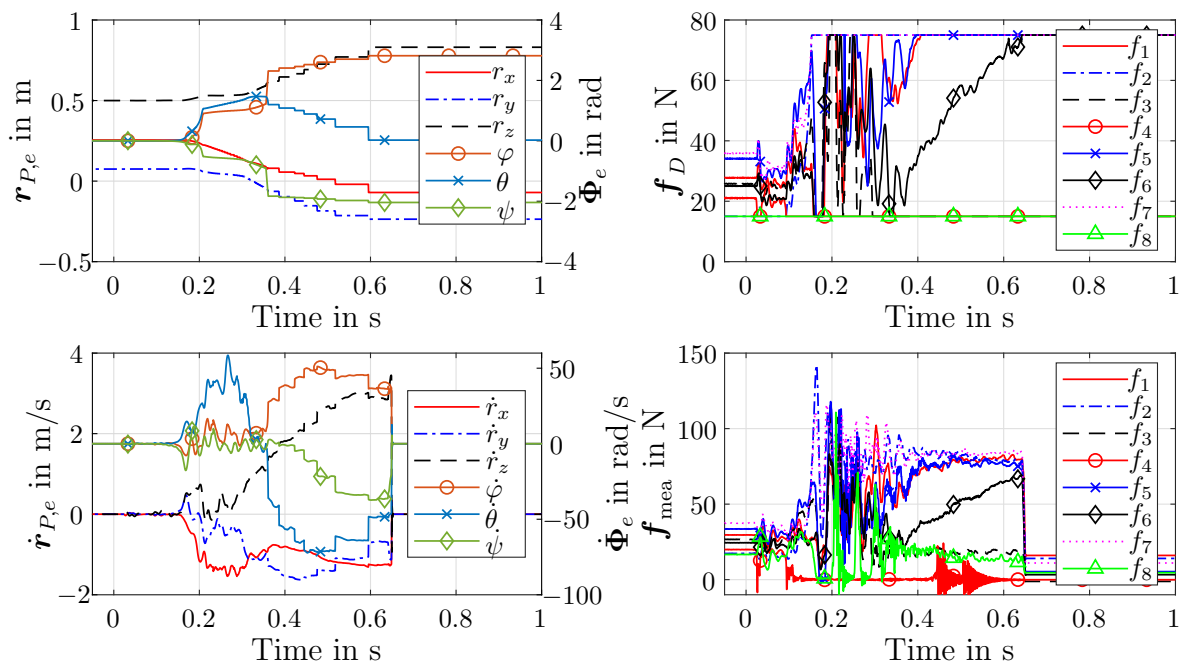 1
0.5
0
−0.5
r_{P,e} in m
4
2
0
−2
−4
Φ_e in rad
r_x
r_y
r_z
φ
θ
ψ
0 0.2 0.4 0.6 0.8 1
Time in s
80
60
40
20
0
f_D in N
f_1
f_2
f_3
f_4
f_5
f_6
f_7
f_8
0 0.2 0.4 0.6 0.8 1
Time in s
4
2
0
−2
ṙ_{P,e} in m/s
50
0
−50
−100
Φ̇_e in rad/s
ṙ_x
ṙ_y
ṙ_z
φ̇
θ̇
ψ̇
0 0.2 0.4 0.6 0.8 1
Time in s
150
100
50
0
f_mea in N
f_1
f_2
f_3
f_4
f_5
f_6
f_7
f_8
0 0.2 0.4 0.6 0.8 1
Time in s